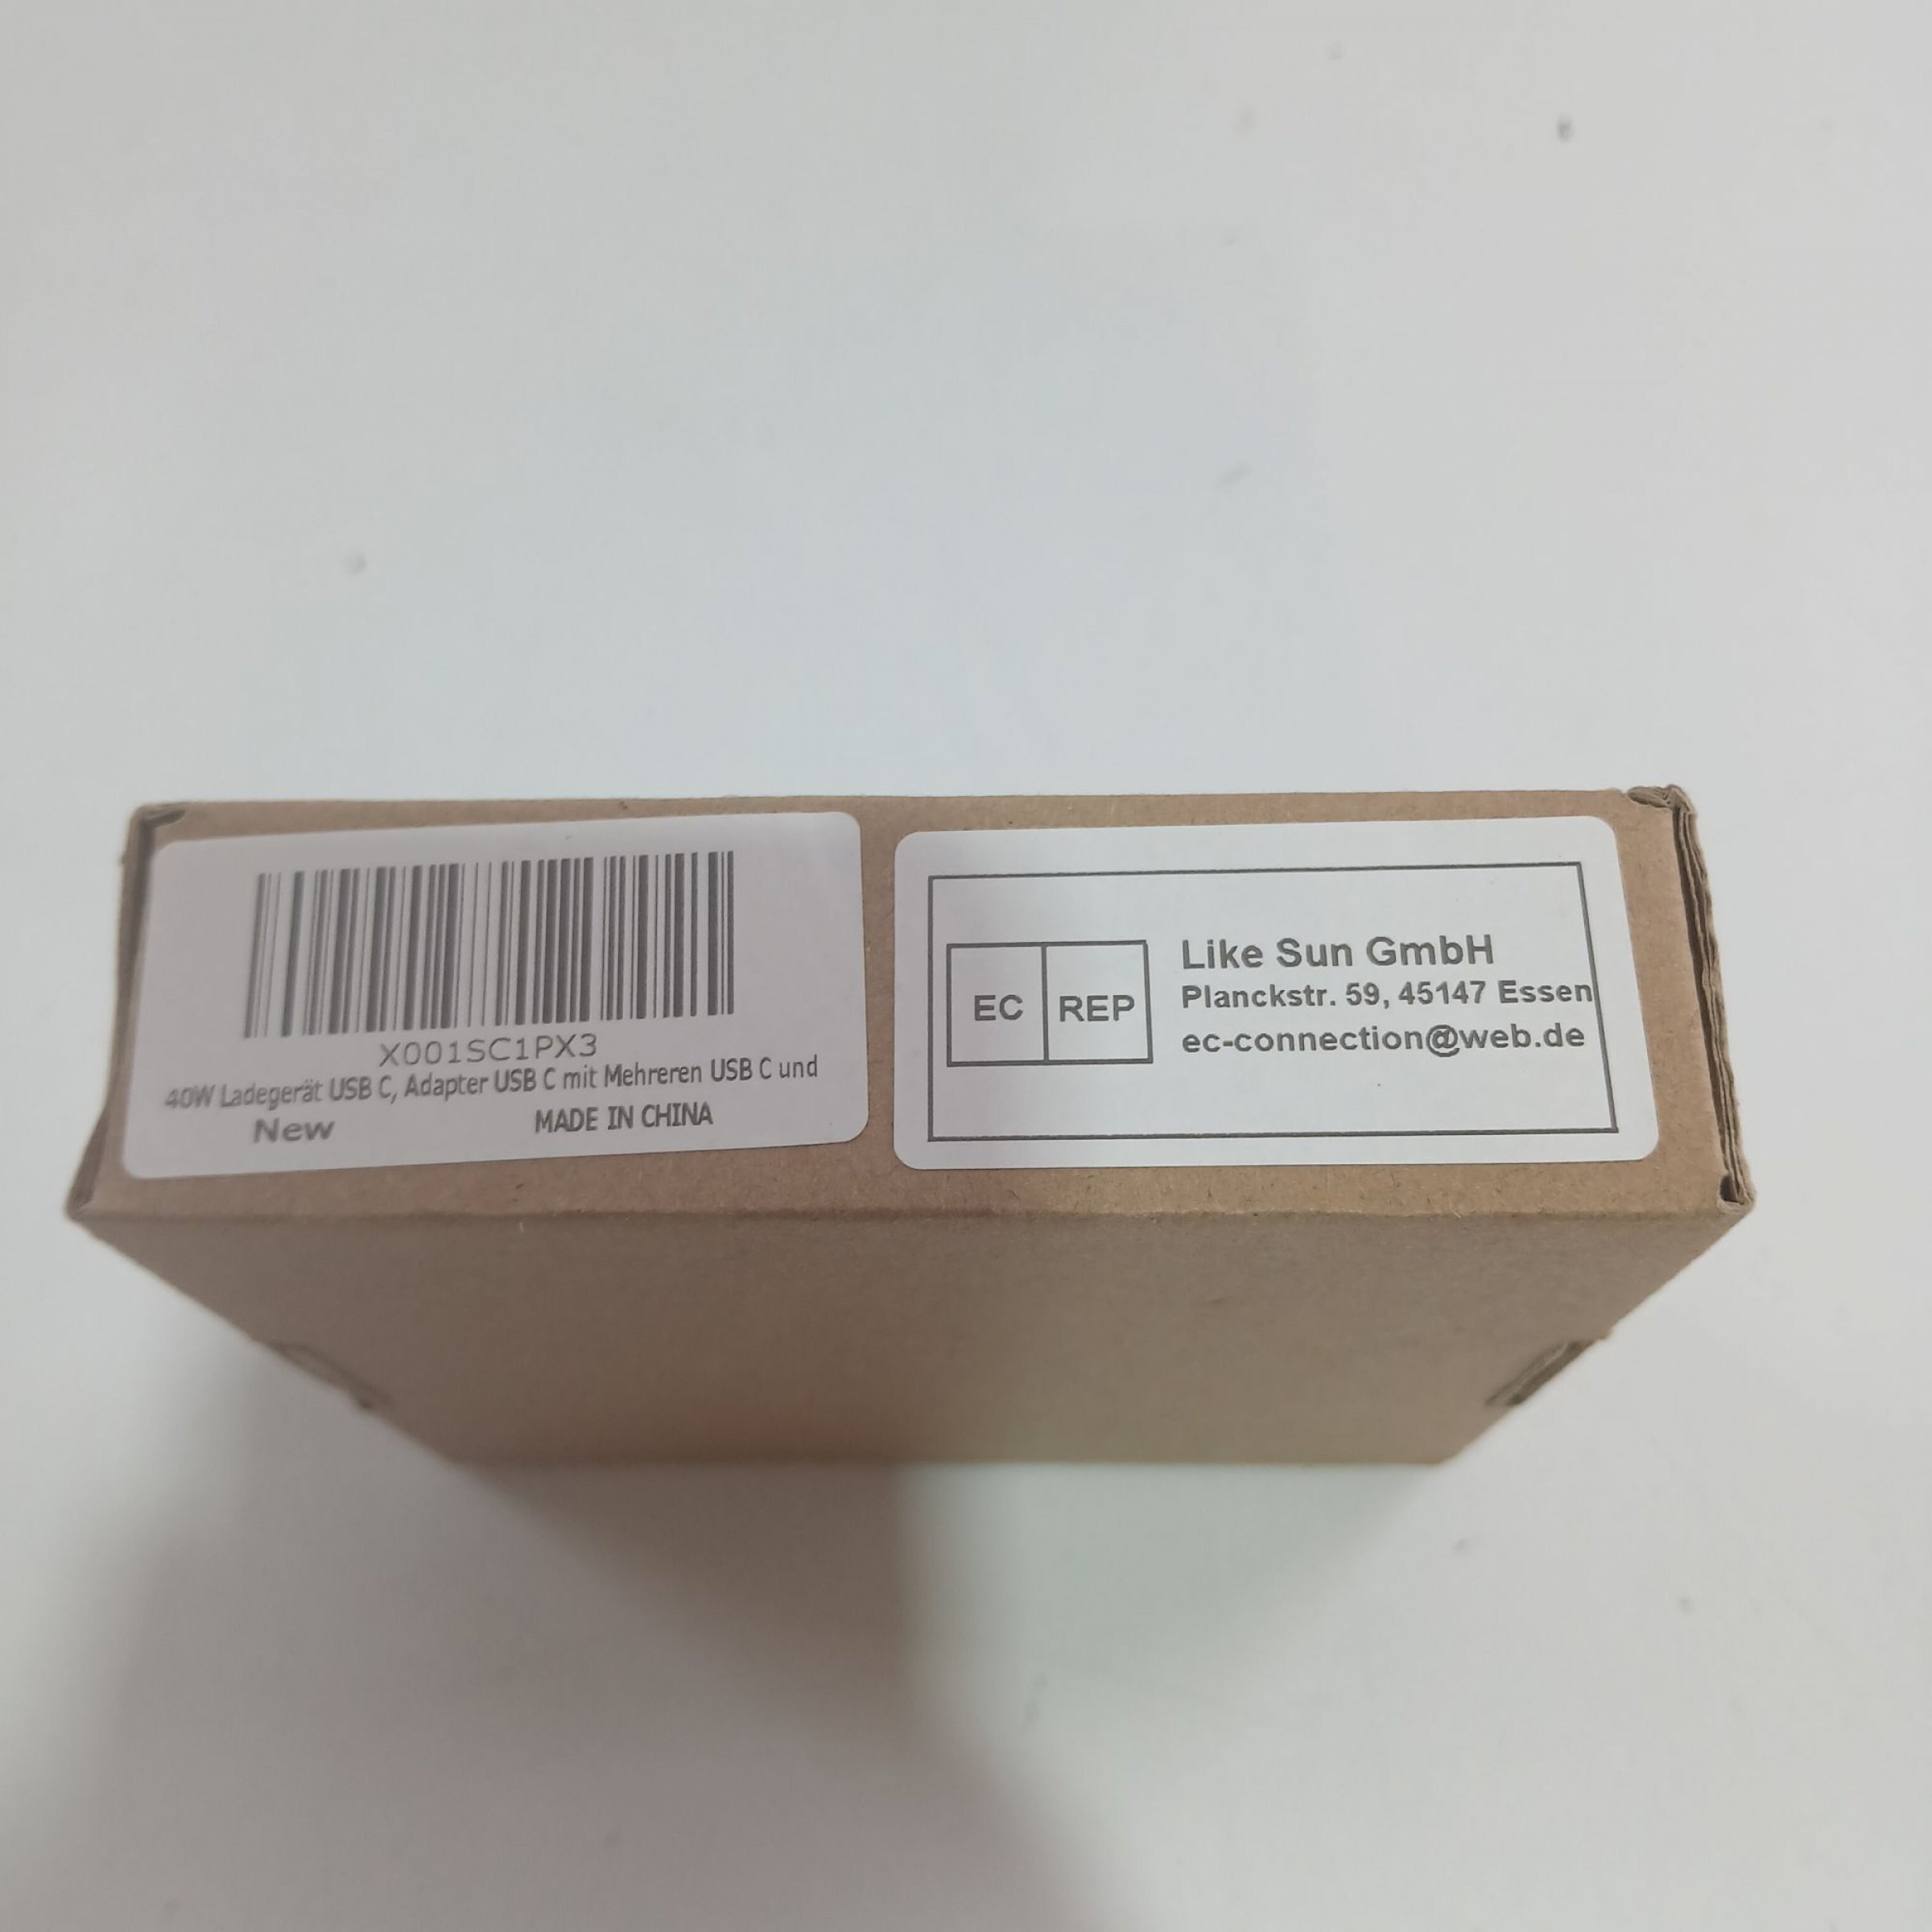 X001SC1PX3
40W Ladegerät USB C, Adapter USB C mit Mehreren USB C und
New MADE IN CHINA
EC REP
Like Sun GmbH
Planckstr. 59, 45147 Essen
ec-connection@web.de